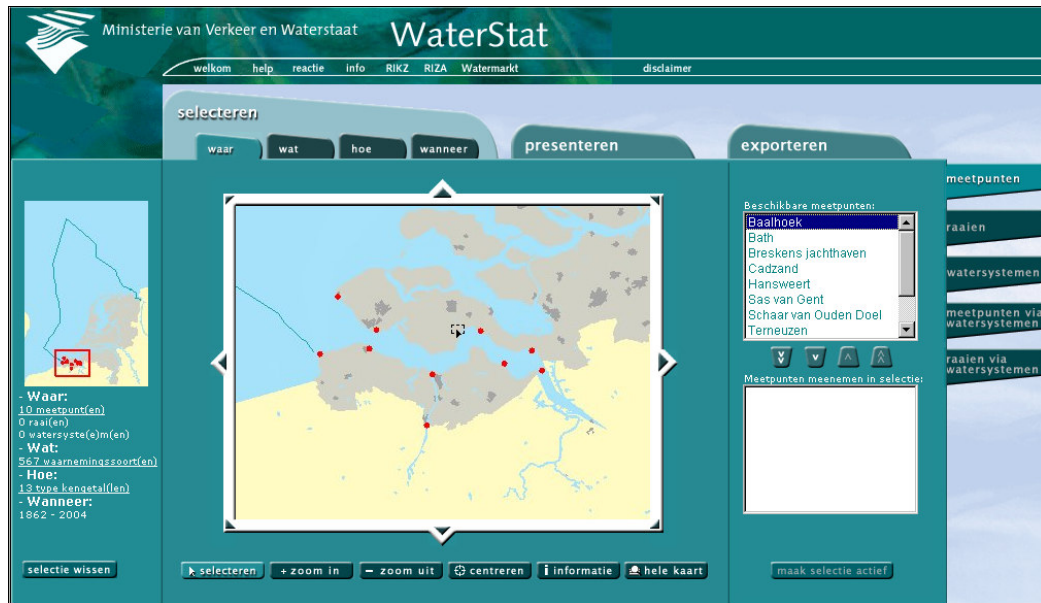 Ministerie van Verkeer en Waterstaat
WaterStat
welkom help reactie info RIKZ RIZA Watermarkt disclaimer
selecteren
waar wat hoe wanneer
presenteren
exporteren
- Waar:
10 meetpunt(en)
0 raai(en)
0 watersyste(e)m(en)
- Wat:
567 waarnemingssoort(en)
- Hoe:
13 type kengetal(len)
- Wanneer:
1862 - 2004
selectie wissen
selecteren
+ zoom in
- zoom uit
centreren
i informatie
hele kaart
Beschikbare meetpunten:
Baalhoek
Bath
Breskens jachthaven
Cadzand
Hansweert
Sas van Gent
Schaar van Ouden Doel
Terneuzen
Meetpunten meenemen in selectie:
maak selectie actief
meetpunten
raaien
watersystemen
meetpunten via
watersystemen
raaien via
watersystemen